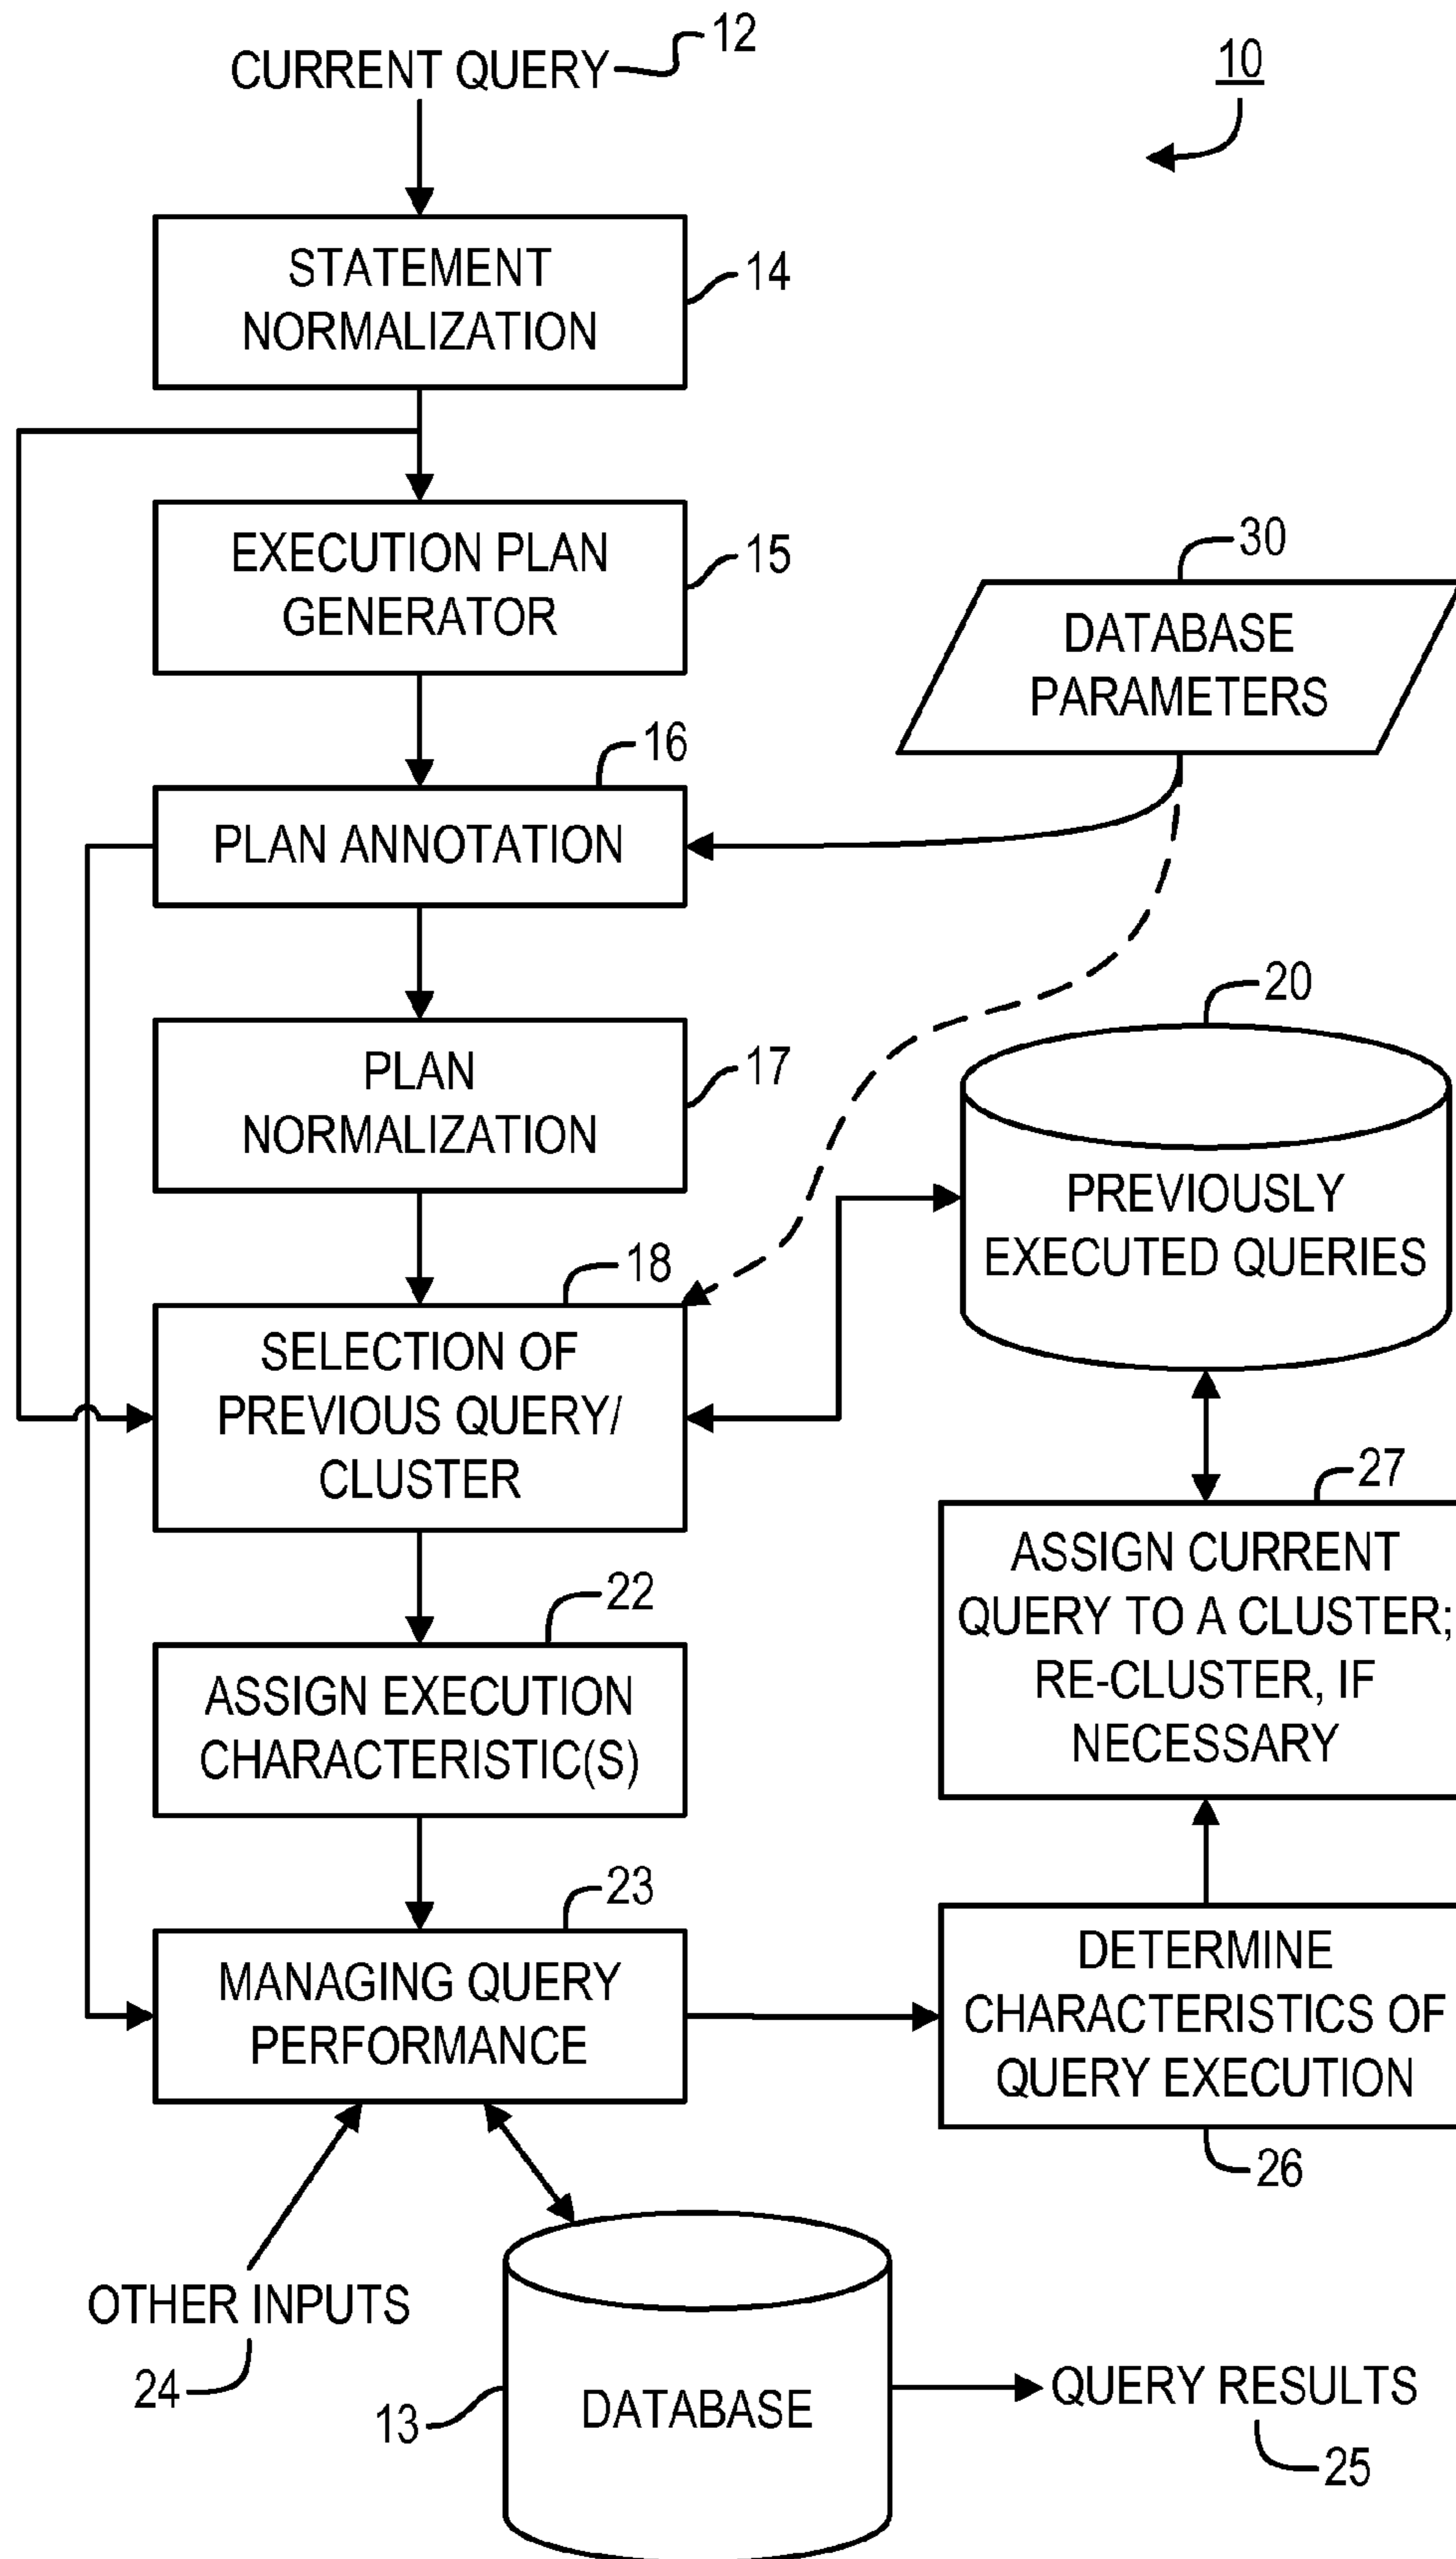 CURRENT QUERY
12
10
STATEMENT
NORMALIZATION
14
EXECUTION PLAN
GENERATOR
15
30
DATABASE
PARAMETERS
16
PLAN ANNOTATION
20
PLAN
NORMALIZATION
17
PREVIOUSLY
EXECUTED QUERIES
18
SELECTION OF
PREVIOUS QUERY/
CLUSTER
27
ASSIGN CURRENT
QUERY TO A CLUSTER;
RE-CLUSTER, IF
NECESSARY
22
ASSIGN EXECUTION
CHARACTERISTIC(S)
23
MANAGING QUERY
PERFORMANCE
DETERMINE
CHARACTERISTICS OF
QUERY EXECUTION
26
OTHER INPUTS
24
13
DATABASE
QUERY RESULTS
25